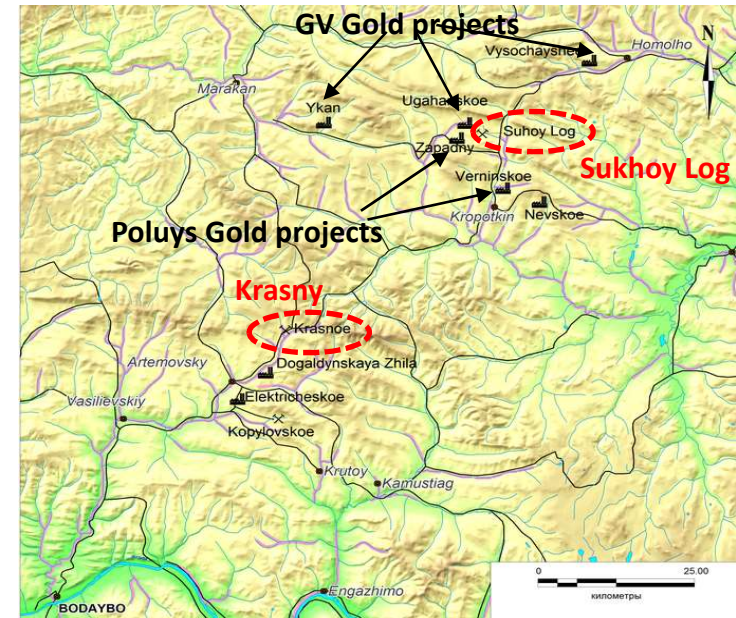 GV Gold projects
Vysochayshee
Homolho
N
Marakan
Ykan
Ugahanskoe
Suhoy Log
Zapadny
Sukhoy Log
Verninskoe
Kropotkin
Nevskoe
Poluys Gold projects
Krasny
Krasnoe
Artemovsky
Dogaldynskaya Zhila
Vasilievskiy
Elektricheskoe
Kopylovskoe
Krutoy
Kamustiag
0
25.00
километры
Engazhimo
BODAYBO